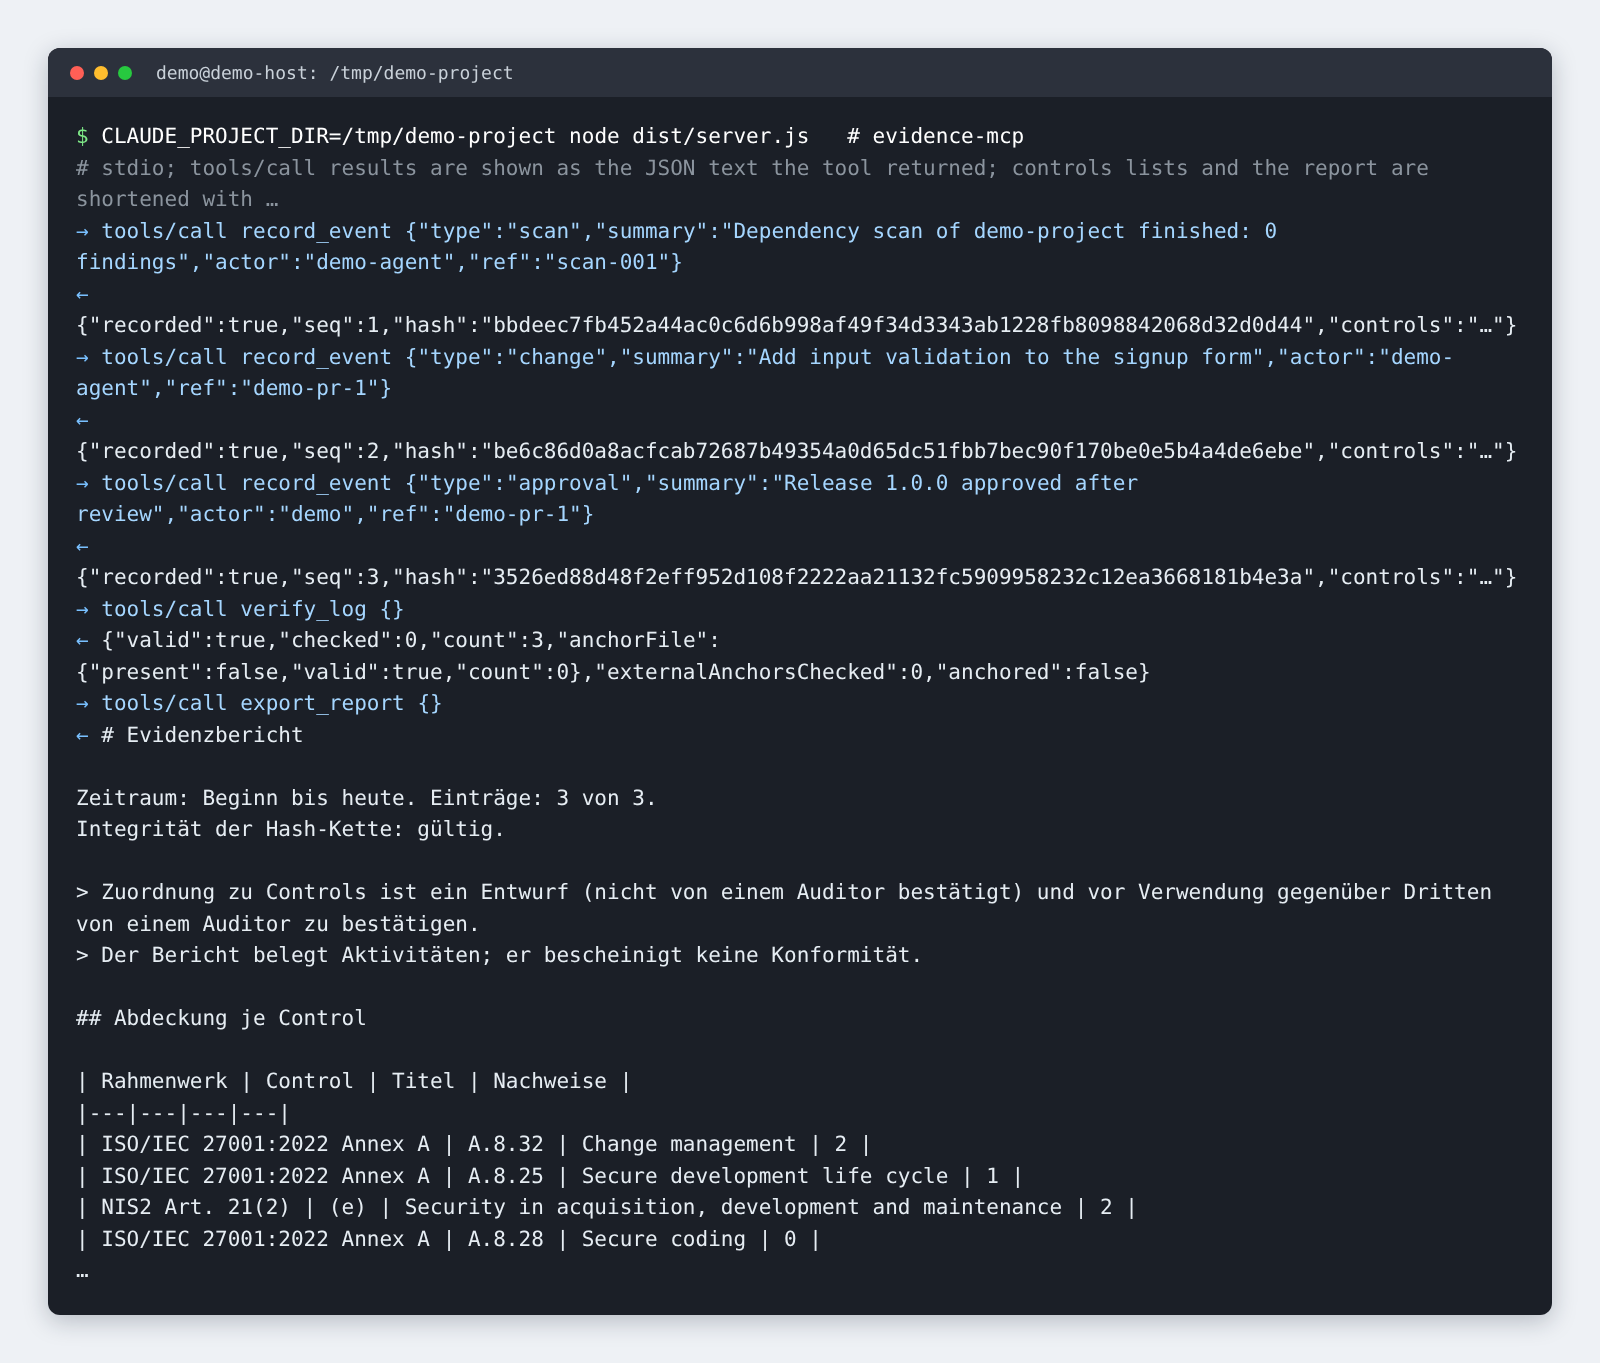 demo@demo-host: /tmp/demo-project
$ CLAUDE_PROJECT_DIR=/tmp/demo-project node dist/server.js   # evidence-mcp
# stdio; tools/call results are shown as the JSON text the tool returned; controls lists and the report are
shortened with …
→ tools/call record_event {"type":"scan","summary":"Dependency scan of demo-project finished: 0
findings","actor":"demo-agent","ref":"scan-001"}
←
{"recorded":true,"seq":1,"hash":"bbdeec7fb452a44ac0c6d6b998af49f34d3343ab1228fb8098842068d32d0d44","controls":"…"}
→ tools/call record_event {"type":"change","summary":"Add input validation to the signup form","actor":"demo-
agent","ref":"demo-pr-1"}
←
{"recorded":true,"seq":2,"hash":"be6c86d0a8acfcab72687b49354a0d65dc51fbb7bec90f170be0e5b4a4de6ebe","controls":"…"}
→ tools/call record_event {"type":"approval","summary":"Release 1.0.0 approved after
review","actor":"demo","ref":"demo-pr-1"}
←
{"recorded":true,"seq":3,"hash":"3526ed88d48f2eff952d108f2222aa21132fc5909958232c12ea3668181b4e3a","controls":"…"}
→ tools/call verify_log {}
← {"valid":true,"checked":0,"count":3,"anchorFile":
{"present":false,"valid":true,"count":0},"externalAnchorsChecked":0,"anchored":false}
→ tools/call export_report {}
← # Evidenzbericht
Zeitraum: Beginn bis heute. Einträge: 3 von 3.
Integrität der Hash-Kette: gültig.
> Zuordnung zu Controls ist ein Entwurf (nicht von einem Auditor bestätigt) und vor Verwendung gegenüber Dritten
von einem Auditor zu bestätigen.
> Der Bericht belegt Aktivitäten; er bescheinigt keine Konformität.
## Abdeckung je Control
| Rahmenwerk | Control | Titel | Nachweise |
|---|---|---|---|
| ISO/IEC 27001:2022 Annex A | A.8.32 | Change management | 2 |
| ISO/IEC 27001:2022 Annex A | A.8.25 | Secure development life cycle | 1 |
| NIS2 Art. 21(2) | (e) | Security in acquisition, development and maintenance | 2 |
| ISO/IEC 27001:2022 Annex A | A.8.28 | Secure coding | 0 |
…